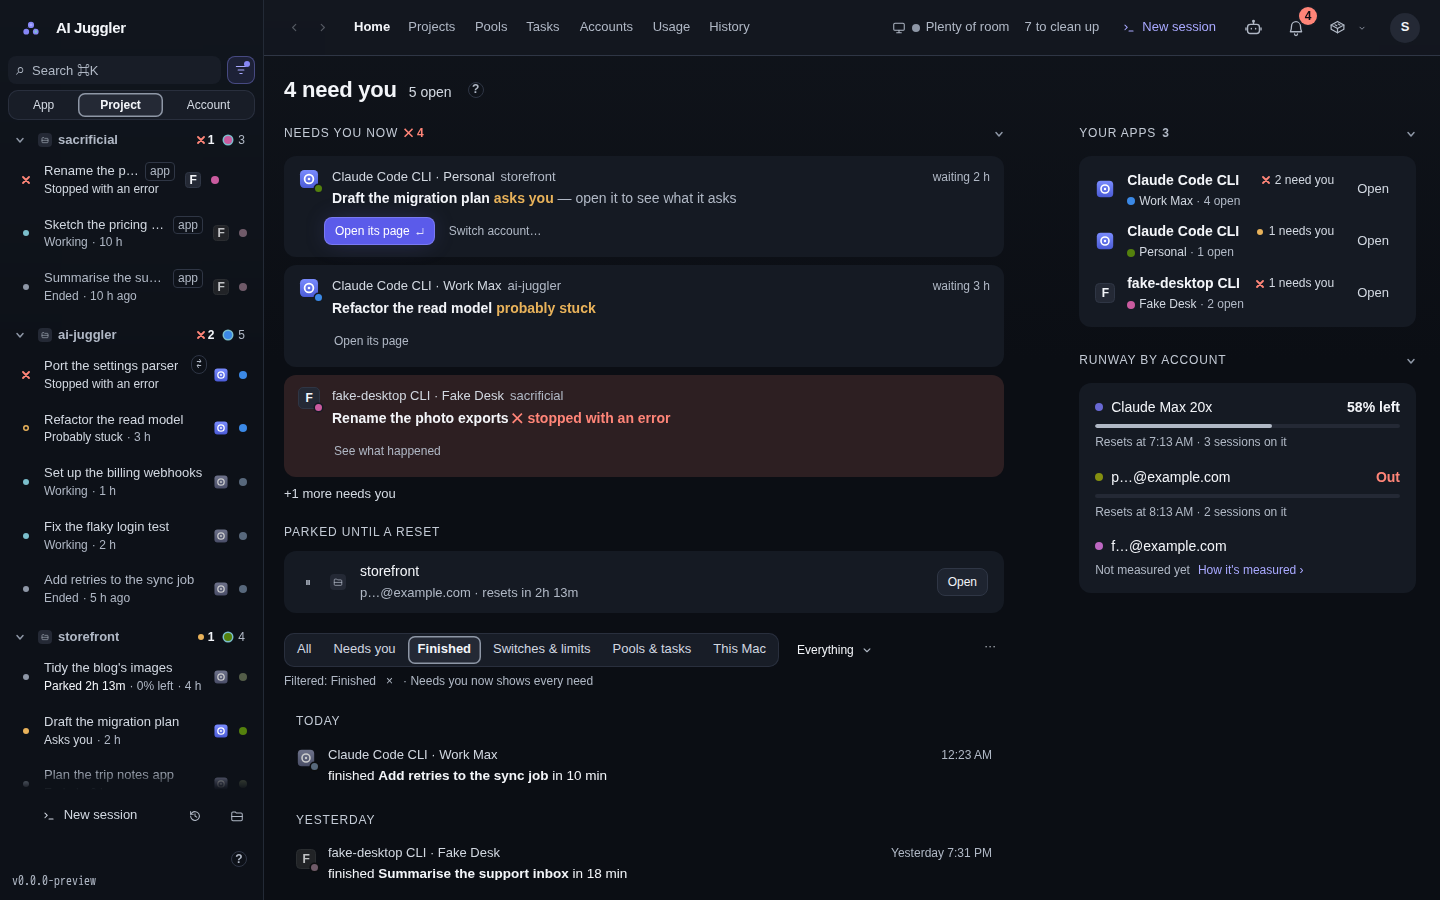 AI Juggler
Search ⌘K
App Project Account
sacrificial 1 3
Rename the p… app F
Stopped with an error
Sketch the pricing … app F
Working · 10 h
Summarise the su… app F
Ended · 10 h ago
ai-juggler 2 5
Port the settings parser
Stopped with an error
Refactor the read model
Probably stuck · 3 h
Set up the billing webhooks
Working · 1 h
Fix the flaky login test
Working · 2 h
Add retries to the sync job
Ended · 5 h ago
storefront 1 4
Tidy the blog's images
Parked 2h 13m · 0% left · 4 h
Draft the migration plan
Asks you · 2 h
Plan the trip notes app
New session
?
v0.0.0-preview
Home Projects Pools Tasks Accounts Usage History
Plenty of room 7 to clean up New session 4 S
4 need you 5 open ?
NEEDS YOU NOW 4
Claude Code CLI · Personal storefront waiting 2 h
Draft the migration plan asks you — open it to see what it asks
Open its page Switch account…
Claude Code CLI · Work Max ai-juggler waiting 3 h
Refactor the read model probably stuck
Open its page
F fake-desktop CLI · Fake Desk sacrificial
Rename the photo exports stopped with an error
See what happened
+1 more needs you
PARKED UNTIL A RESET
storefront
p…@example.com · resets in 2h 13m
Open
All Needs you Finished Switches & limits Pools & tasks This Mac Everything ···
Filtered: Finished × · Needs you now shows every need
TODAY
Claude Code CLI · Work Max 12:23 AM
finished Add retries to the sync job in 10 min
YESTERDAY
F fake-desktop CLI · Fake Desk Yesterday 7:31 PM
finished Summarise the support inbox in 18 min
YOUR APPS 3
Claude Code CLI 2 need you Open
Work Max · 4 open
Claude Code CLI 1 needs you Open
Personal · 1 open
F fake-desktop CLI 1 needs you Open
Fake Desk · 2 open
RUNWAY BY ACCOUNT
Claude Max 20x 58% left
Resets at 7:13 AM · 3 sessions on it
p…@example.com Out
Resets at 8:13 AM · 2 sessions on it
f…@example.com
Not measured yet How it's measured ›